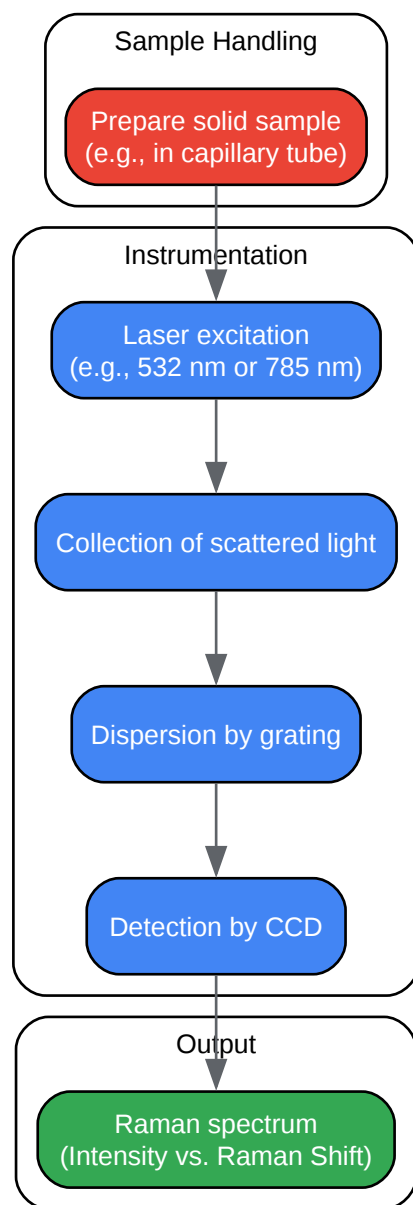 Sample Handling
Prepare solid sample
(e.g., in capillary tube)
Instrumentation
Laser excitation
(e.g., 532 nm or 785 nm)
Collection of scattered light
Dispersion by grating
Detection by CCD
Output
Raman spectrum
(Intensity vs. Raman Shift)